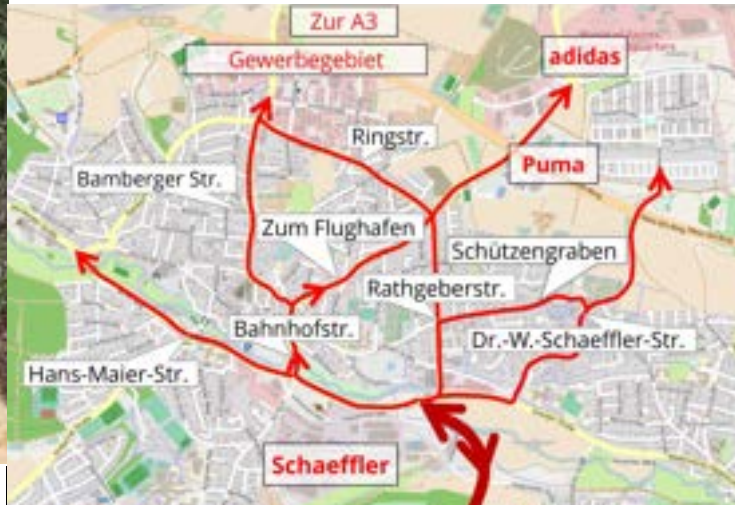 Zur A3
Gewerbegebiet
adidas
Ringstr.
Puma
Bamberger Str.
Zum Flughafen
Schützengraben
Rathgeberstr.
Bahnhofstr.
Dr.-W.-Schaeffler-Str.
Hans-Maier-Str.
Schaeffler